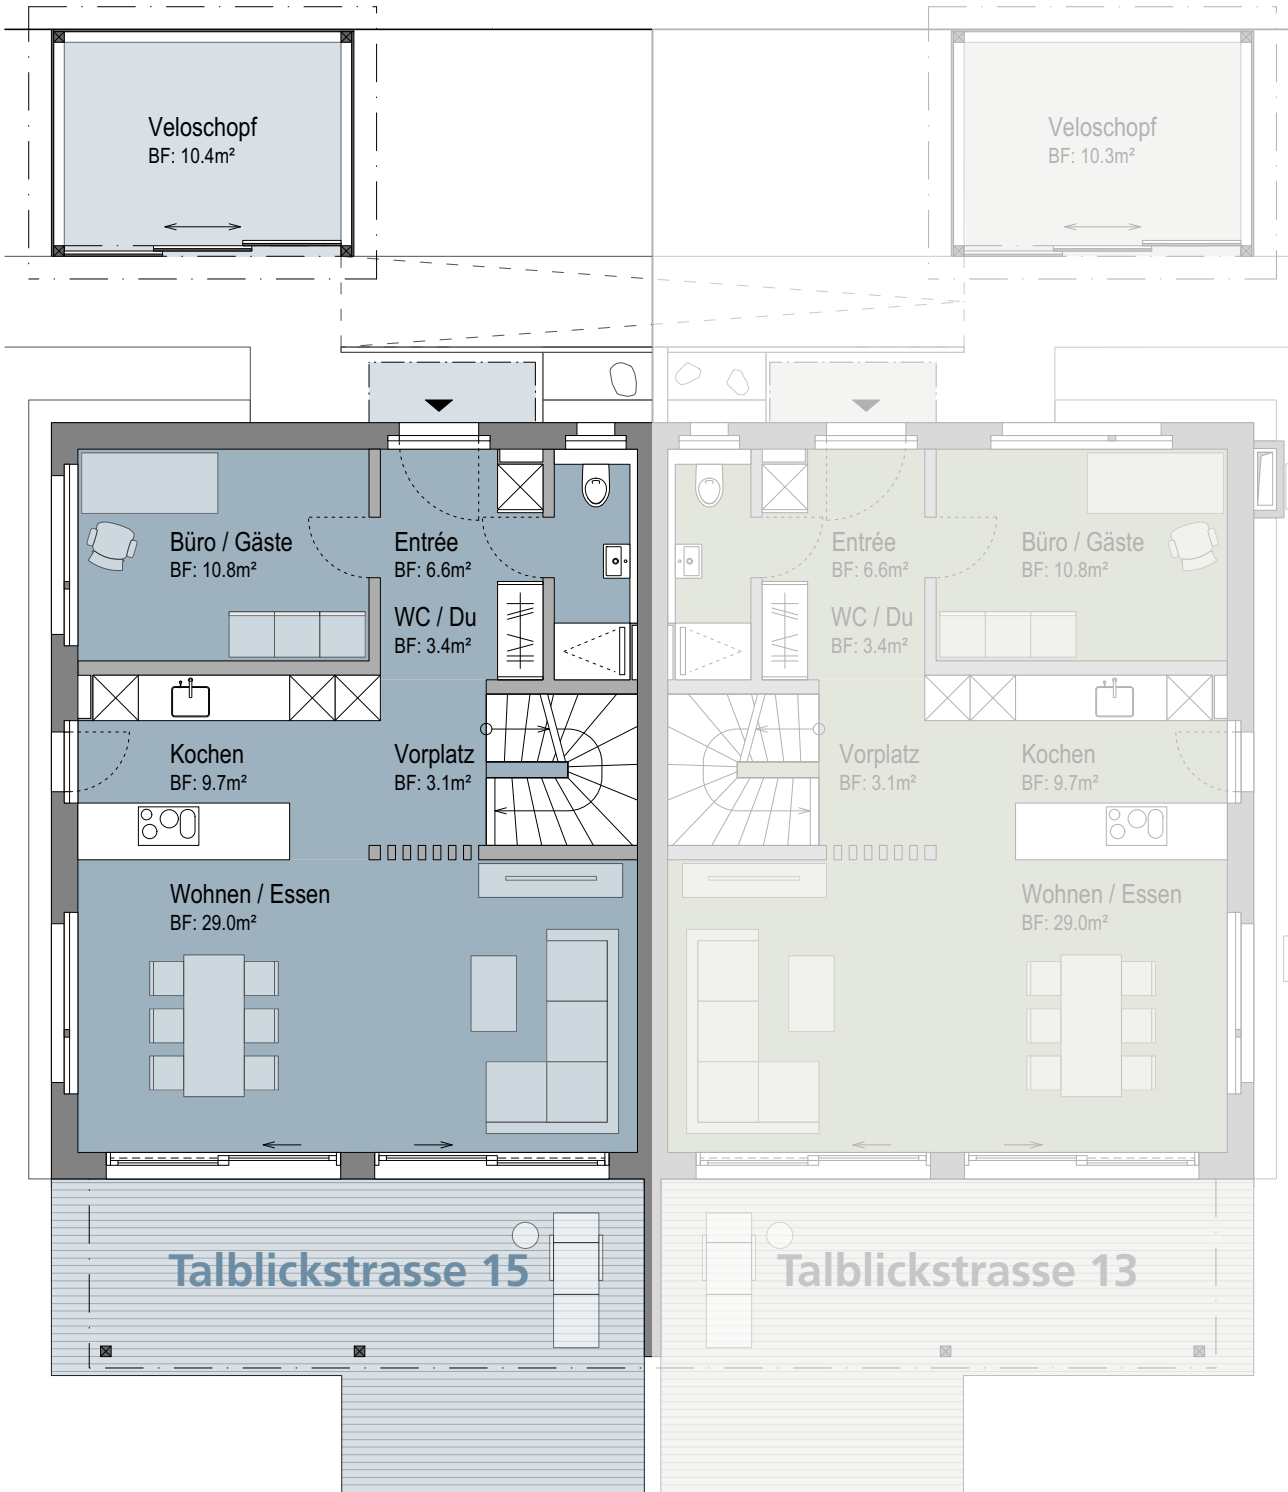 Veloschopf
BF: 10.4m²
Veloschopf
BF: 10.3m²
Büro / Gäste
BF: 10.8m²
Entrée
BF: 6.6m²
WC / Du
BF: 3.4m²
Entrée
BF: 6.6m²
WC / Du
BF: 3.4m²
Büro / Gäste
BF: 10.8m²
Kochen
BF: 9.7m²
Vorplatz
BF: 3.1m²
Vorplatz
BF: 3.1m²
Kochen
BF: 9.7m²
Wohnen / Essen
BF: 29.0m²
Wohnen / Essen
BF: 29.0m²
Talblickstrasse 15
Talblickstrasse 13